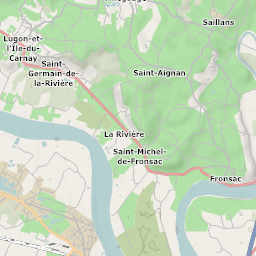 Saillans
Lugon-et-
l'Île-du-
Carnay
Saint-
Germain-de-
la-Rivière
Saint-Aignan
La Rivière
Saint-Michel-
de-Fronsac
Fronsac